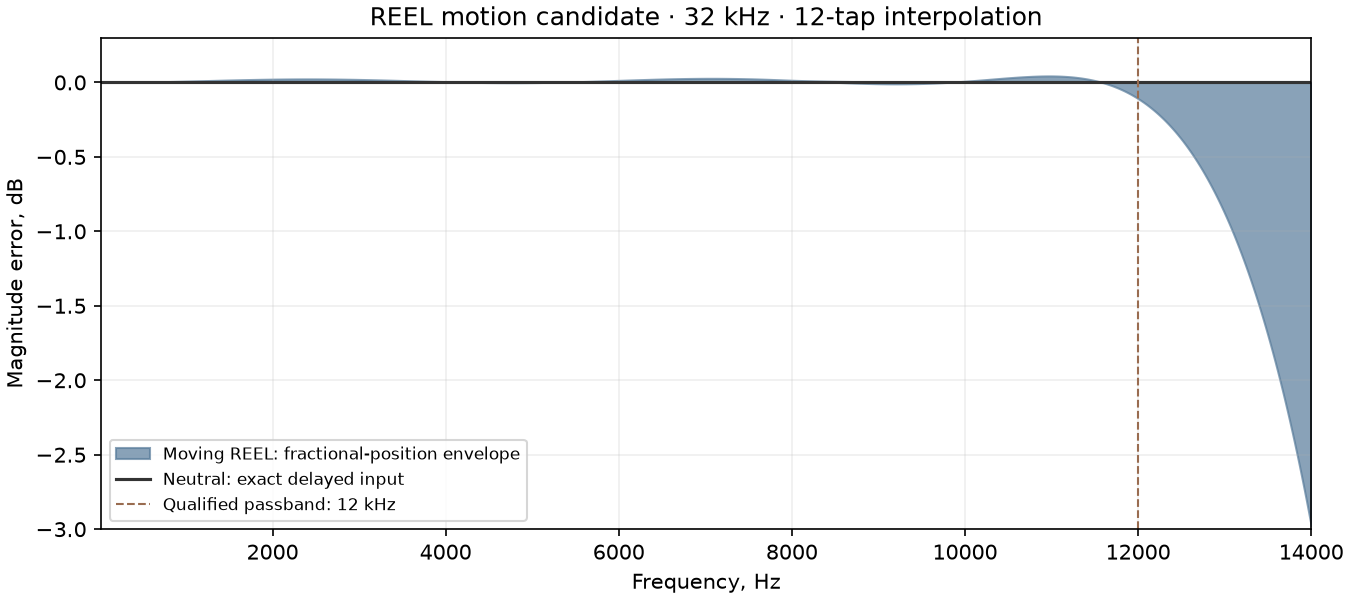 REEL motion candidate · 32 kHz · 12-tap interpolation
Magnitude error, dB
0.0
−0.5
−1.0
−1.5
−2.0
−2.5
−3.0
Moving REEL: fractional-position envelope
Neutral: exact delayed input
Qualified passband: 12 kHz
2000 4000 6000 8000 10000 12000 14000
Frequency, Hz